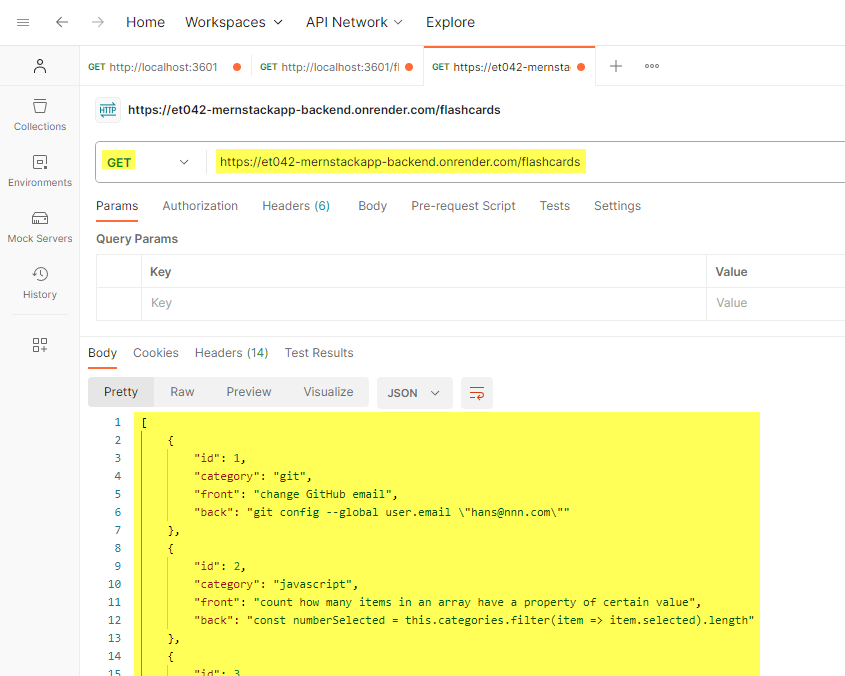 Home Workspaces API Network Explore
GET http://localhost:3601 GET http://localhost:3601/fl GET https://et042-mernsta
HTTP https://et042-mernstackapp-backend.onrender.com/flashcards
Collections
Environments
Mock Servers
History
GET https://et042-mernstackapp-backend.onrender.com/flashcards
Params Authorization Headers (6) Body Pre-request Script Tests Settings
Query Params
Key Value
Key Value
Body Cookies Headers (14) Test Results
Pretty Raw Preview Visualize JSON
1 [
2 {
3 "id": 1,
4 "category": "git",
5 "front": "change GitHub email",
6 "back": "git config --global user.email \"hans@nnn.com\""
7 },
8 {
9 "id": 2,
10 "category": "javascript",
11 "front": "count how many items in an array have a property of certain value",
12 "back": "const numberSelected = this.categories.filter(item => item.selected).length"
13 },
14 {
15 "id": 3